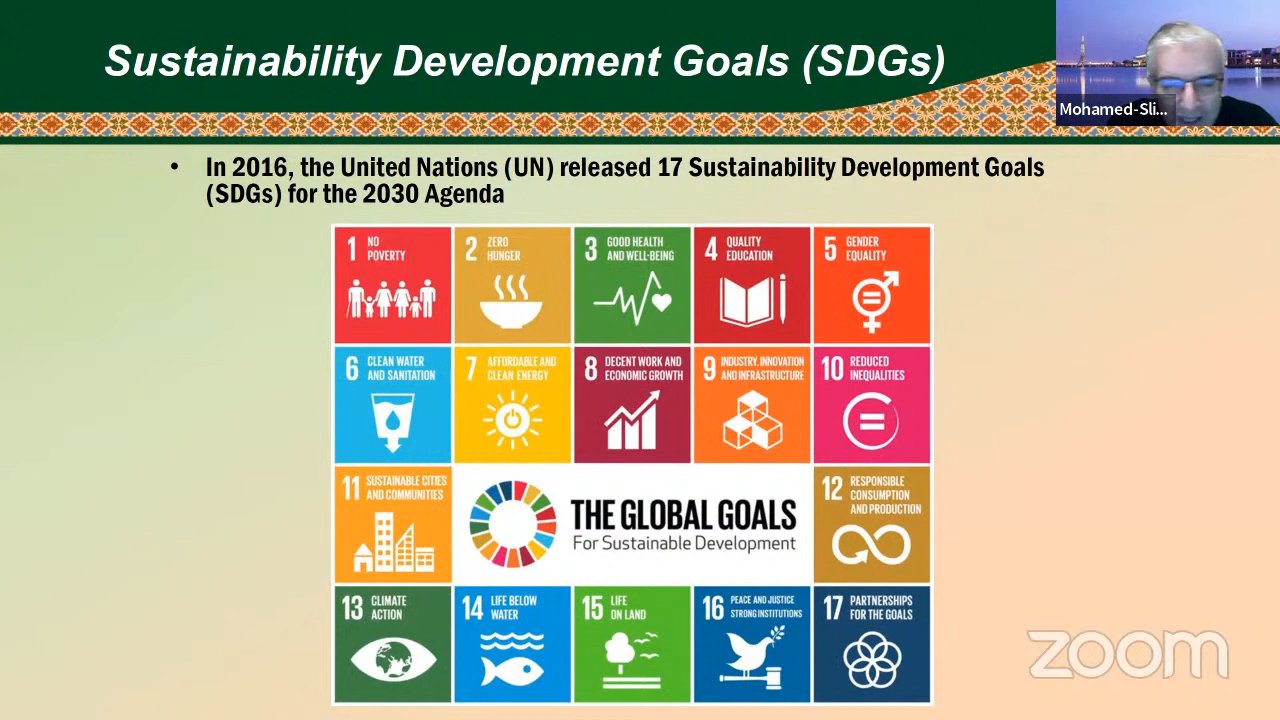 Sustainability Development Goals (SDGs)
Mohamed-Sli...
• In 2016, the United Nations (UN) released 17 Sustainability Development Goals
(SDGs) for the 2030 Agenda
1 NO
POVERTY
2 ZERO
HUNGER
3 GOOD HEALTH
AND WELL-BEING
4 QUALITY
EDUCATION
5 GENDER
EQUALITY
6 CLEAN WATER
AND SANITATION
7 AFFORDABLE AND
CLEAN ENERGY
8 DECENT WORK AND
ECONOMIC GROWTH
9 INDUSTRY, INNOVATION
AND INFRASTRUCTURE
10 REDUCED
INEQUALITIES
11 SUSTAINABLE CITIES
AND COMMUNITIES
THE GLOBAL GOALS
For Sustainable Development
12 RESPONSIBLE
CONSUMPTION
AND PRODUCTION
13 CLIMATE
ACTION
14 LIFE BELOW
WATER
15 LIFE
ON LAND
16 PEACE AND JUSTICE
STRONG INSTITUTIONS
17 PARTNERSHIPS
FOR THE GOALS
zoom